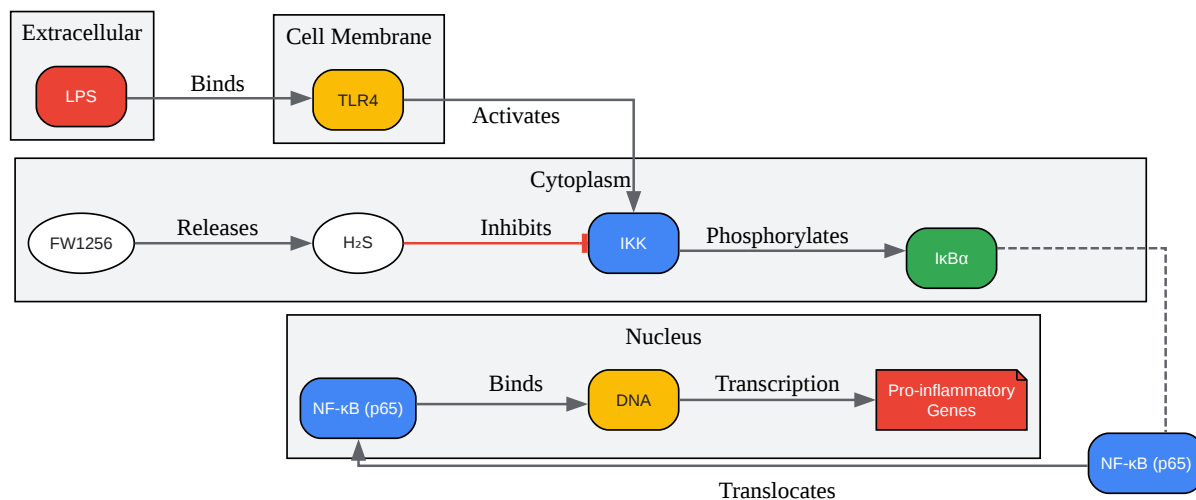 Extracellular
Cell Membrane
LPS
Binds
TLR4
Activates
Cytoplasm
FW1256
Releases
H₂S
Inhibits
IKK
Phosphorylates
IκBα
Nucleus
NF-κB (p65)
Binds
DNA
Transcription
Pro-inflammatory
Genes
NF-κB (p65)
Translocates